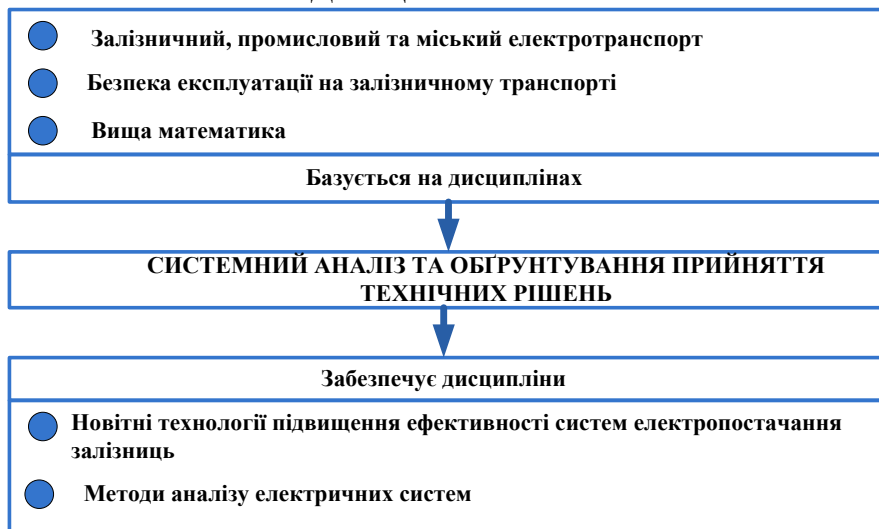 Залізничний, промисловий та міський електротранспорт
Безпека експлуатації на залізничному транспорті
Вища математика
Базується на дисциплінах
СИСТЕМНИЙ АНАЛІЗ ТА ОБҐРУНТУВАННЯ ПРИЙНЯТТЯ
ТЕХНІЧНИХ РІШЕНЬ
Забезпечує дисципліни
Новітні технології підвищення ефективності систем електропостачання
залізниць
Методи аналізу електричних систем